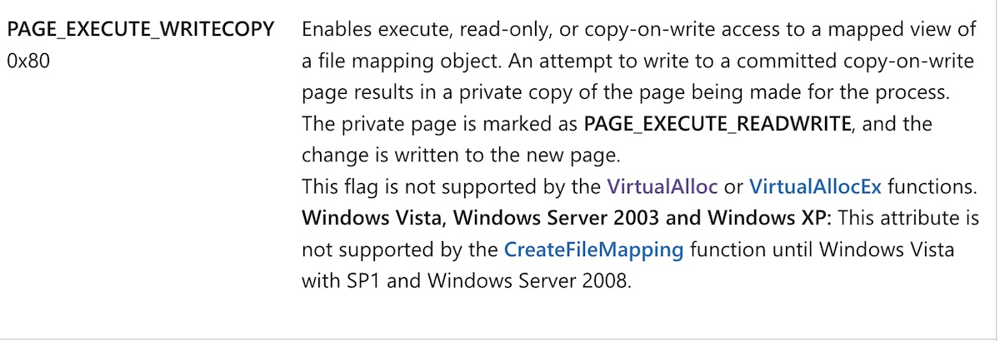 PAGE_EXECUTE_WRITECOPY
0x80
Enables execute, read-only, or copy-on-write access to a mapped view of
a file mapping object. An attempt to write to a committed copy-on-write
page results in a private copy of the page being made for the process.
The private page is marked as PAGE_EXECUTE_READWRITE, and the
change is written to the new page.
This flag is not supported by the VirtualAlloc or VirtualAllocEx functions.
Windows Vista, Windows Server 2003 and Windows XP: This attribute is
not supported by the CreateFileMapping function until Windows Vista
with SP1 and Windows Server 2008.